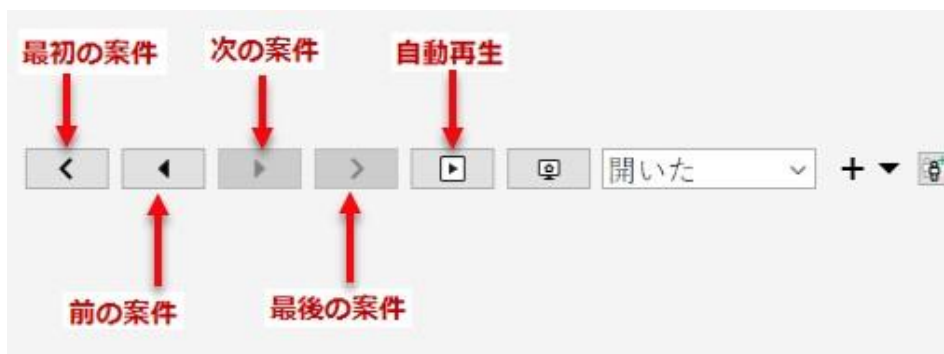 最初の案件
次の案件
自動再生
開いた
前の案件
最後の案件